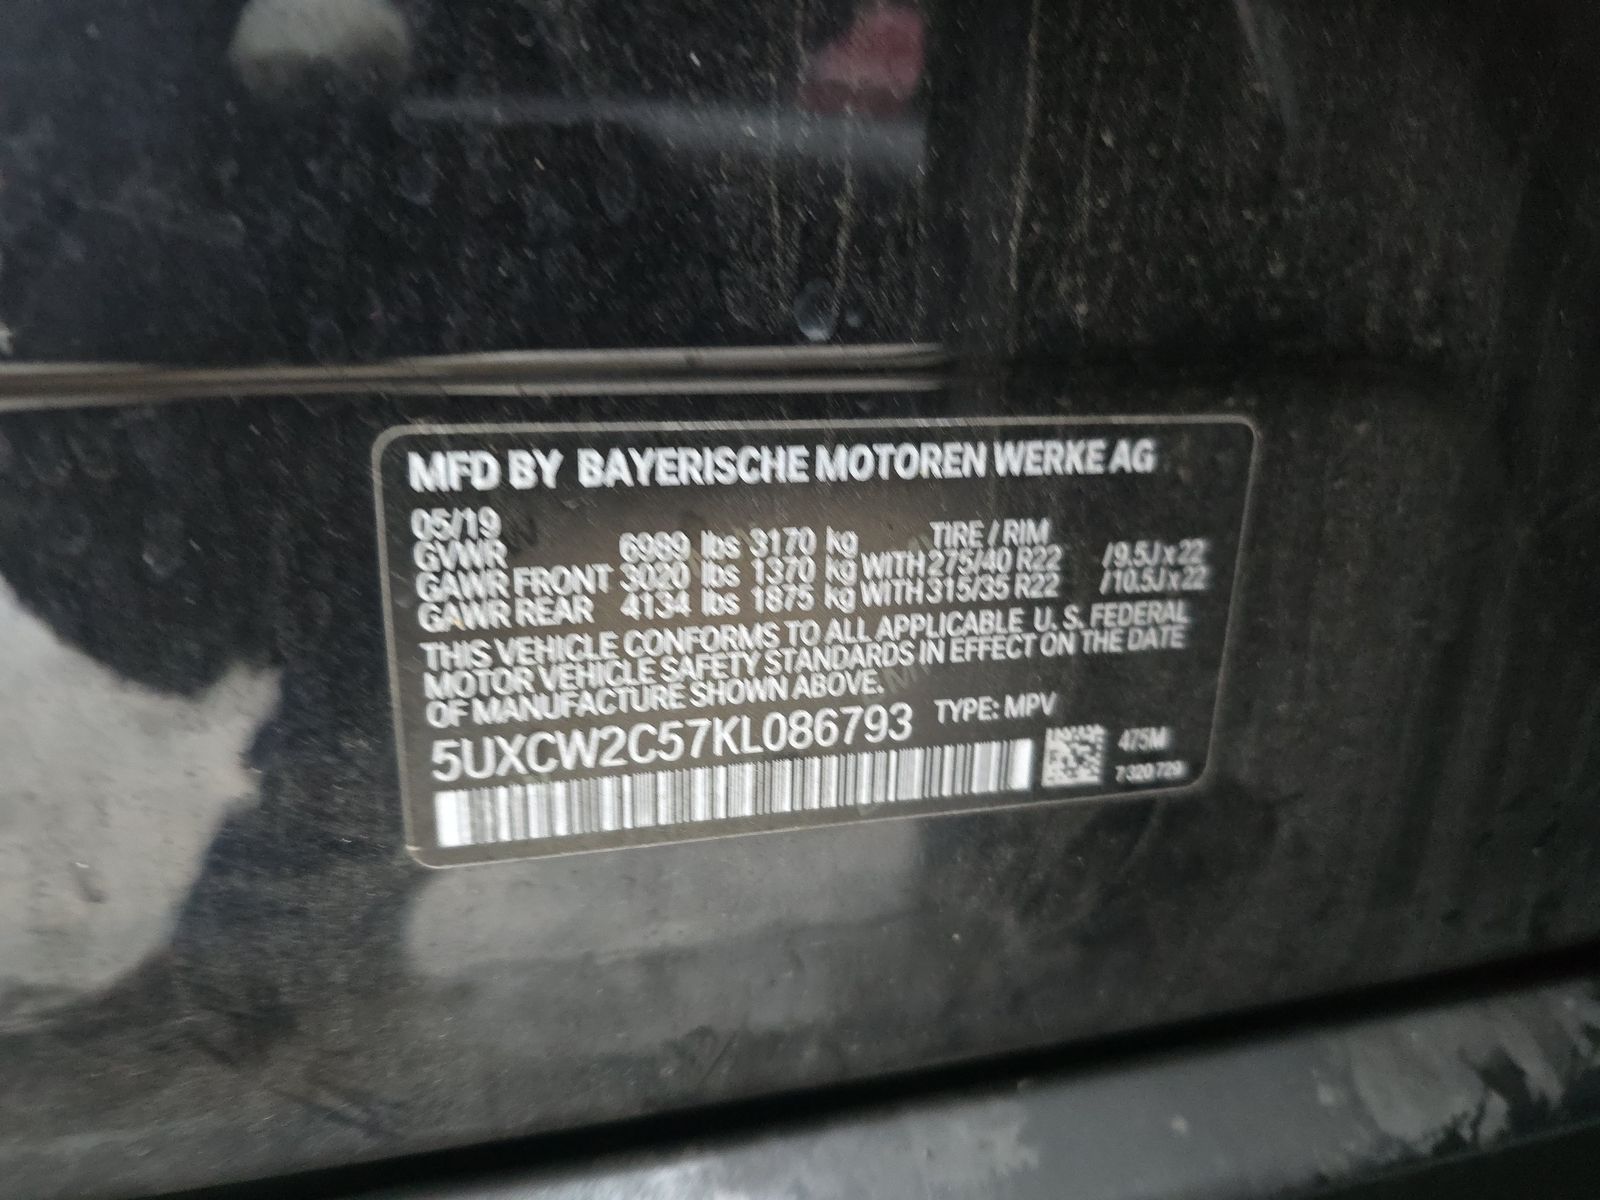 MFD BY BAYERISCHE MOTOREN WERKE AG
05/19
GVWR 6989 lbs 3170 kg TIRE / RIM
GAWR FRONT 3020 lbs 1370 kg WITH 275/40 R22 /9.5J x 22
GAWR REAR 4134 lbs 1875 kg WITH 315/35 R22 /10.5J x 22
THIS VEHICLE CONFORMS TO ALL APPLICABLE U. S. FEDERAL
MOTOR VEHICLE SAFETY STANDARDS IN EFFECT ON THE DATE
OF MANUFACTURE SHOWN ABOVE.
5UXCW2C57KL086793 TYPE: MPV
475M
7 320 729